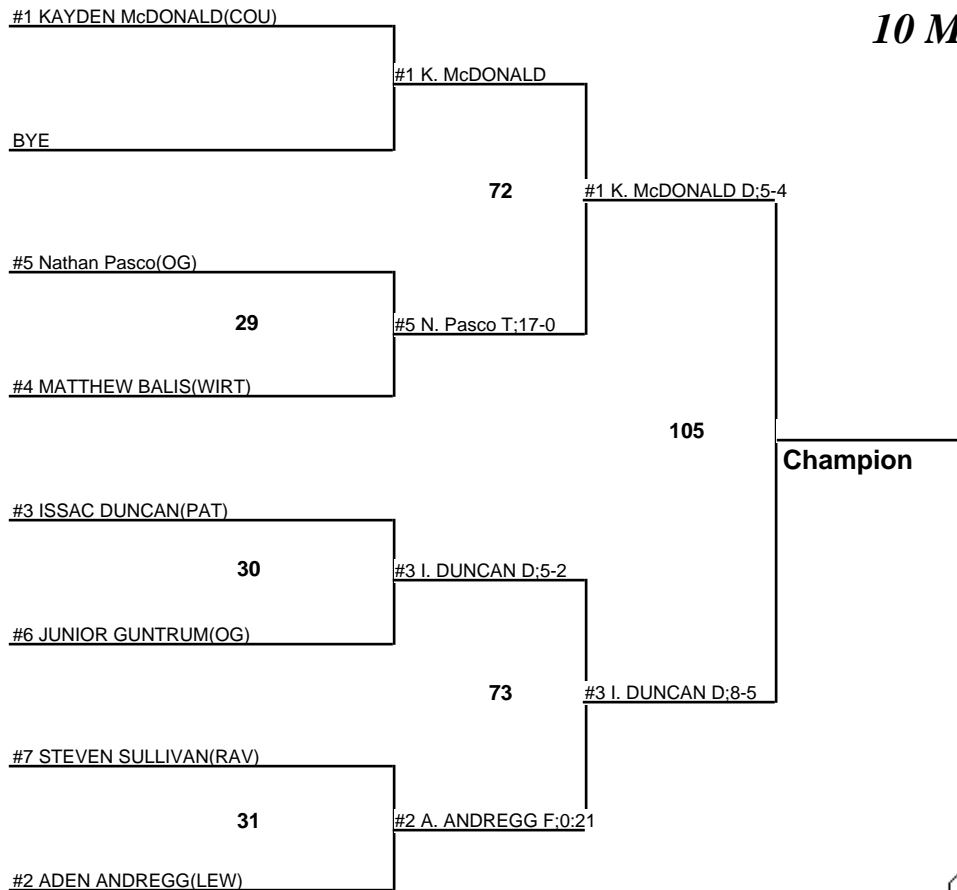 #1 KAYDEN McDONALD(COU)
10 M
#1 K. McDONALD
BYE
72
#1 K. McDONALD D;5-4
#5 Nathan Pasco(OG)
29
#5 N. Pasco T;17-0
#4 MATTHEW BALIS(WIRT)
105
Champion
#3 ISSAC DUNCAN(PAT)
30
#3 I. DUNCAN D;5-2
#6 JUNIOR GUNTRUM(OG)
73
#3 I. DUNCAN D;8-5
#7 STEVEN SULLIVAN(RAV)
31
#2 A. ANDREGG F;0:21
#2 ADEN ANDREGG(LEW)